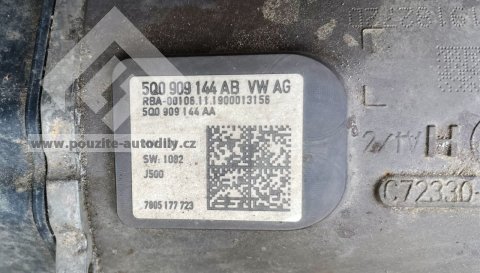 5Q0 909 144 AB VW AG
RBA-00106.11.1900013156
5Q0 909 144 AA
www.pouzite-autodily.cz
SW: 1082
J500
7805 177 723
H
C72330-